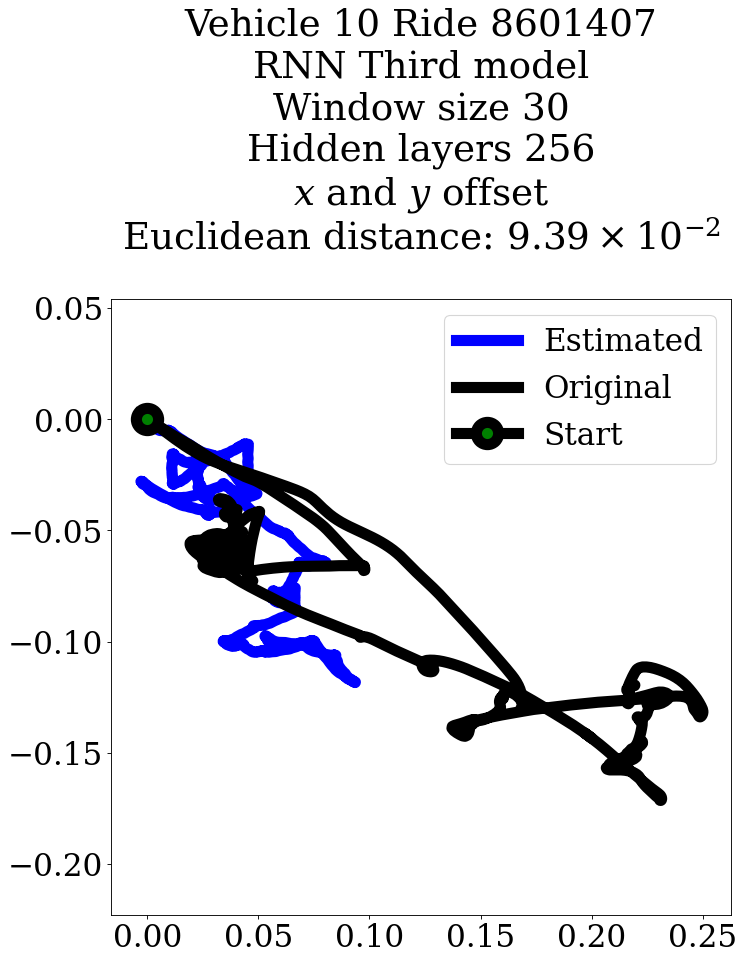 Vehicle 10 Ride 8601407
RNN Third model
Window size 30
Hidden layers 256
x and y offset
Euclidean distance: 9.39 × 10⁻²
Estimated
Original
Start
0.05
0.00
−0.05
−0.10
−0.15
−0.20
0.00 0.05 0.10 0.15 0.20 0.25